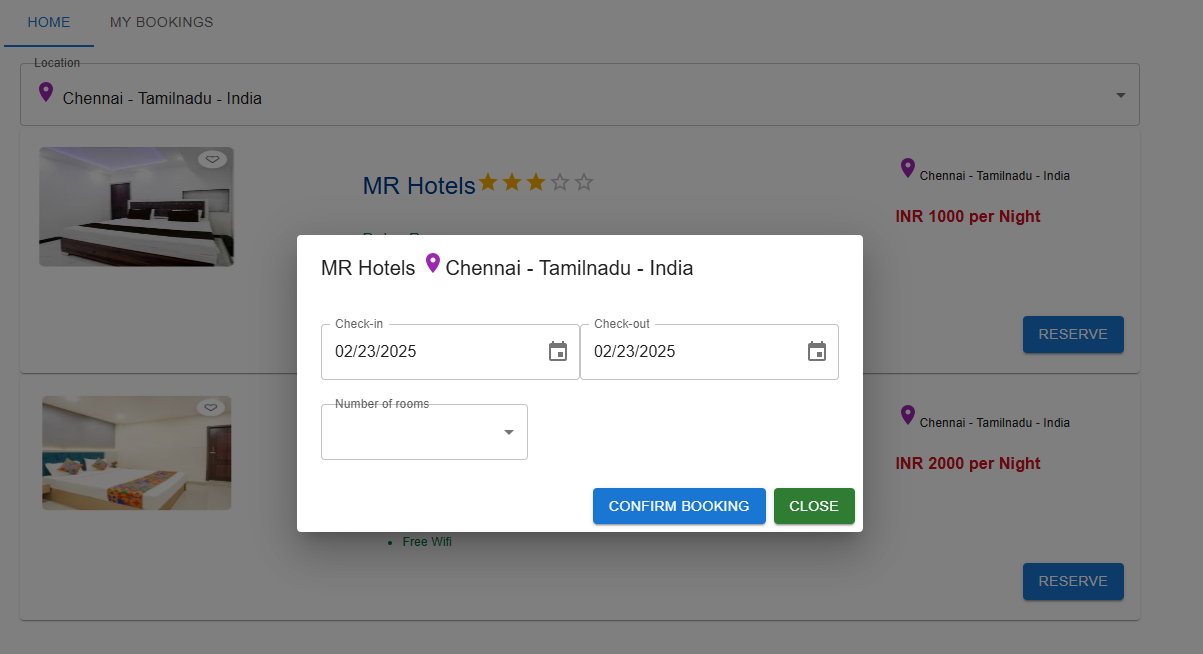 HOME
MY BOOKINGS
Location
Chennai - Tamilnadu - India
MR Hotels
Chennai - Tamilnadu - India
INR 1000 per Night
RESERVE
MR Hotels Chennai - Tamilnadu - India
Check-in
02/23/2025
Check-out
02/23/2025
Number of rooms
CONFIRM BOOKING
CLOSE
Chennai - Tamilnadu - India
INR 2000 per Night
Free Wifi
RESERVE